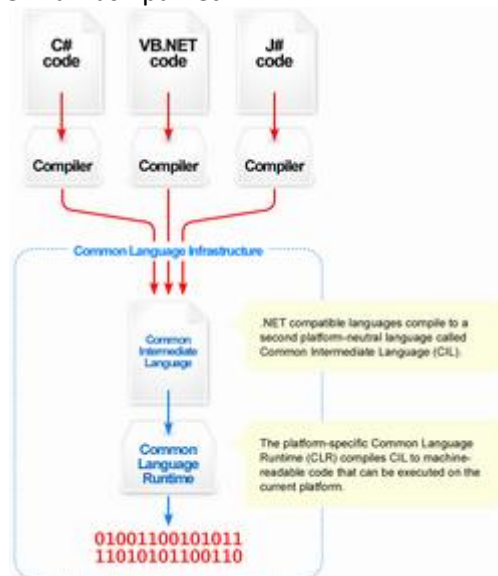 C#
code
VB.NET
code
J#
code
Compiler
Compiler
Compiler
Common Language Infrastructure
Common
Intermediate
Language
.NET compatible languages compile to a
second platform-neutral language called
Common Intermediate Language (CIL).
Common
Language
Runtime
The platform-specific Common Language
Runtime (CLR) compiles CIL to machine-
readable code that can be executed on the
current platform.
01001100101011
11010101100110